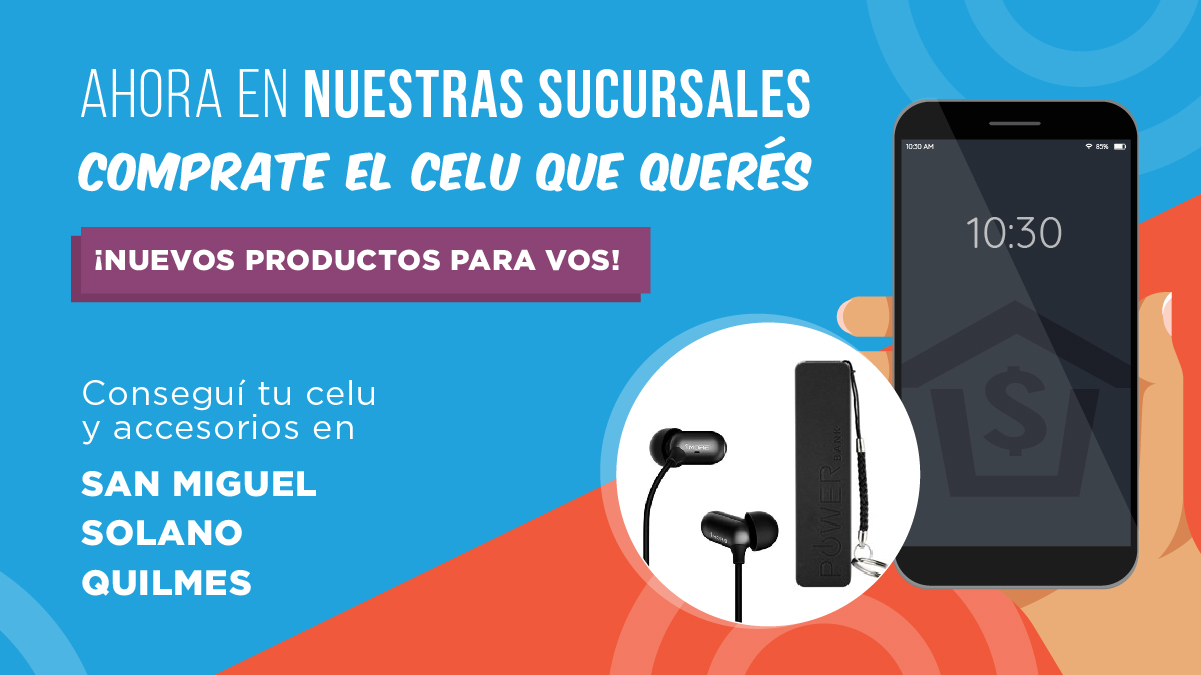 AHORA EN NUESTRAS SUCURSALES
COMPRATE EL CELU QUE QUERÉS
¡NUEVOS PRODUCTOS PARA VOS!
Conseguí tu celu
y accesorios en
SAN MIGUEL
SOLANO
QUILMES
10:30 AM
85%
10:30
$
POWER
BANK